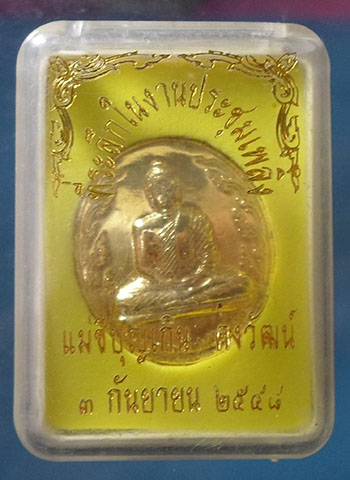 ที่ระลึกในงานประชุมเพลิง
แม่ชีบุญเกิน
๓ กันยายน ๒๕๔๘